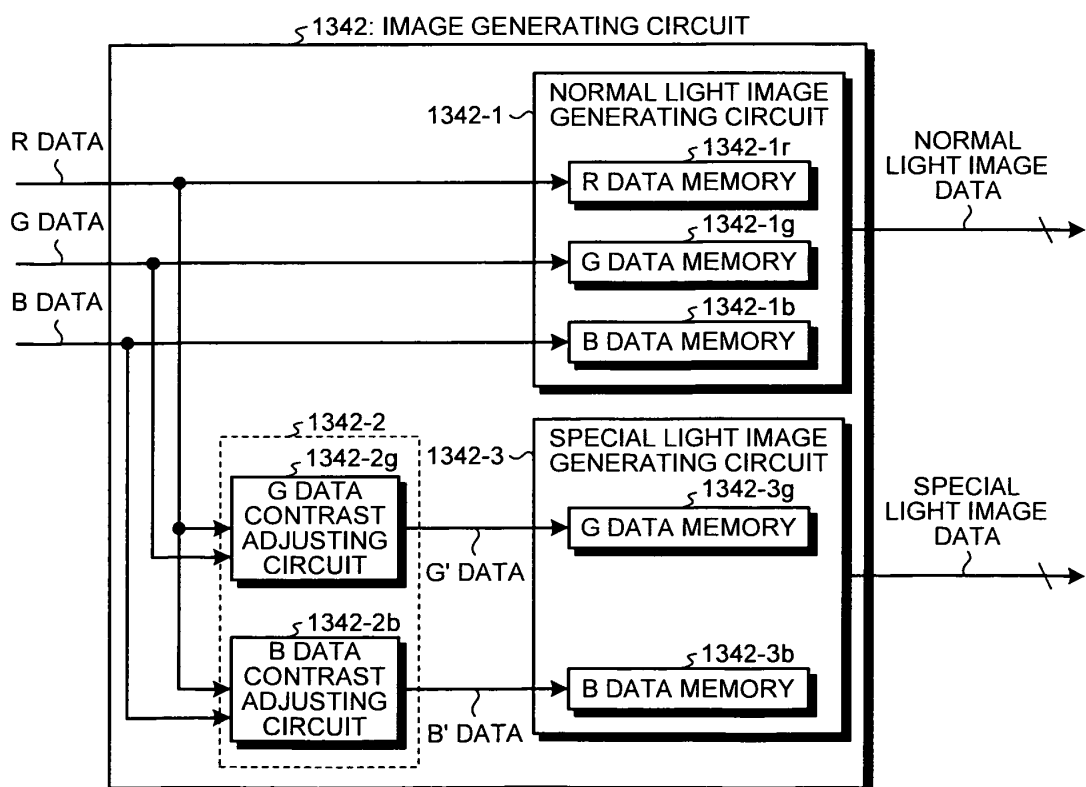 1342: IMAGE GENERATING CIRCUIT
1342-1
NORMAL LIGHT IMAGE
GENERATING CIRCUIT
R DATA
1342-1r
R DATA MEMORY
NORMAL
LIGHT IMAGE
DATA
G DATA
1342-1g
G DATA MEMORY
B DATA
1342-1b
B DATA MEMORY
1342-2
1342-2g
G DATA
CONTRAST
ADJUSTING
CIRCUIT
G' DATA
1342-3
SPECIAL LIGHT IMAGE
GENERATING CIRCUIT
1342-3g
G DATA MEMORY
SPECIAL
LIGHT IMAGE
DATA
1342-2b
B DATA
CONTRAST
ADJUSTING
CIRCUIT
B' DATA
1342-3b
B DATA MEMORY